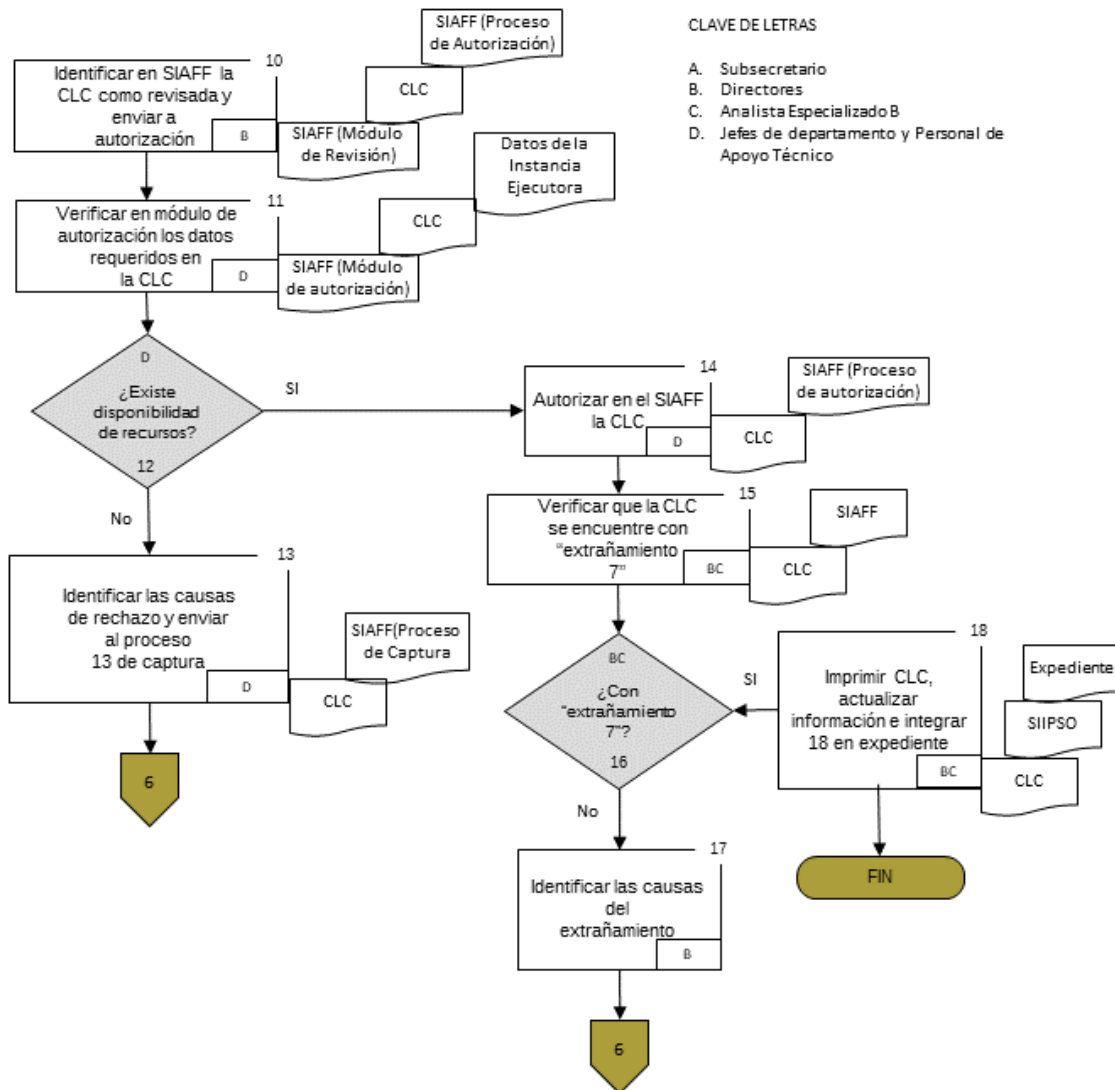 SIAFF (Proceso
de Autorización)
CLC
10
Identificar en SIAFF la
CLC como revisada y
enviar a
autorización
B
SIAFF (Módulo
de Revisión)
CLAVE DE LETRAS
A. Subsecretario
B. Directores
C. Analista Especializado B
D. Jefes de departamento y Personal de
Apoyo Técnico
Datos de la
Instancia
Ejecutora
CLC
11
Verificar en módulo de
autorización los datos
requeridos en
la CLC
D
SIAFF (Módulo
de autorización)
D
¿Existe
disponibilidad
de recursos?
12
SI
No
14
Autorizar en el SIAFF
la CLC
D
SIAFF (Proceso
de autorización)
CLC
15
Verificar que la CLC
se encuentre con
“extrañamiento
7”
BC
SIAFF
CLC
13
Identificar las causas
de rechazo y enviar
al proceso
13 de captura
D
SIAFF(Proceso
de Captura
CLC
6
BC
¿Con
“extrañamiento
7”?
16
SI
No
18
Imprimir CLC,
actualizar
información e integrar
18 en expediente
BC
Expediente
SIIPSO
CLC
FIN
17
Identificar las causas
del
extrañamiento
B
6